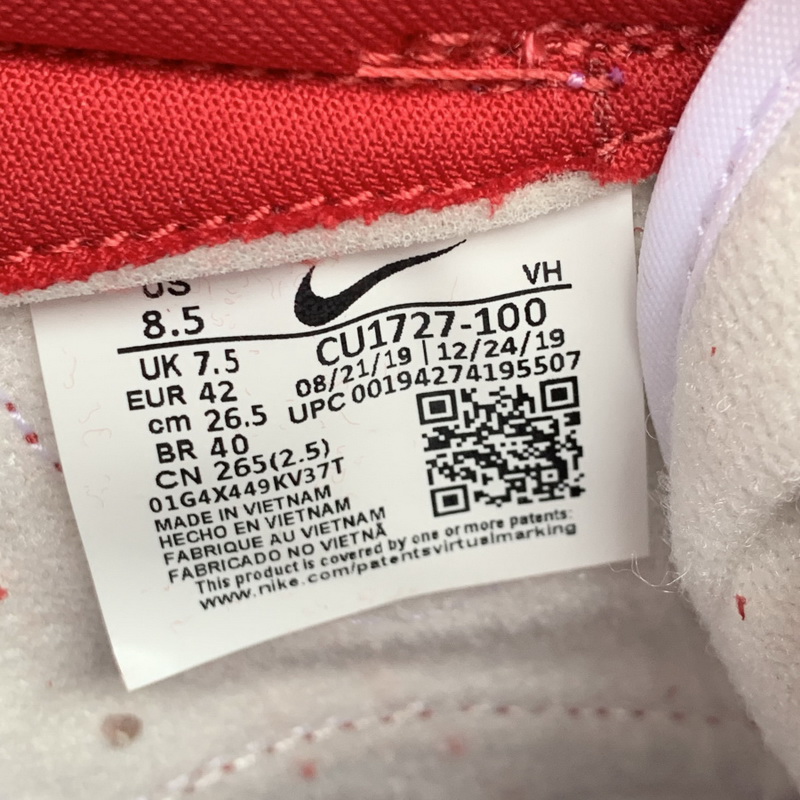 US
VH
8.5
CU1727-100
UK 7.5
08/21/19 | 12/24/19
EUR 42
UPC 00194274195507
cm 26.5
BR 40
CN 265(2.5)
01G4X449KV37T
MADE IN VIETNAM
HECHO EN VIETNAM
FABRIQUE AU VIETNAM
FABRICADO NO VIETNÃ
This product is covered by one or more patents:
www.nike.com/patentsvirtualmarking